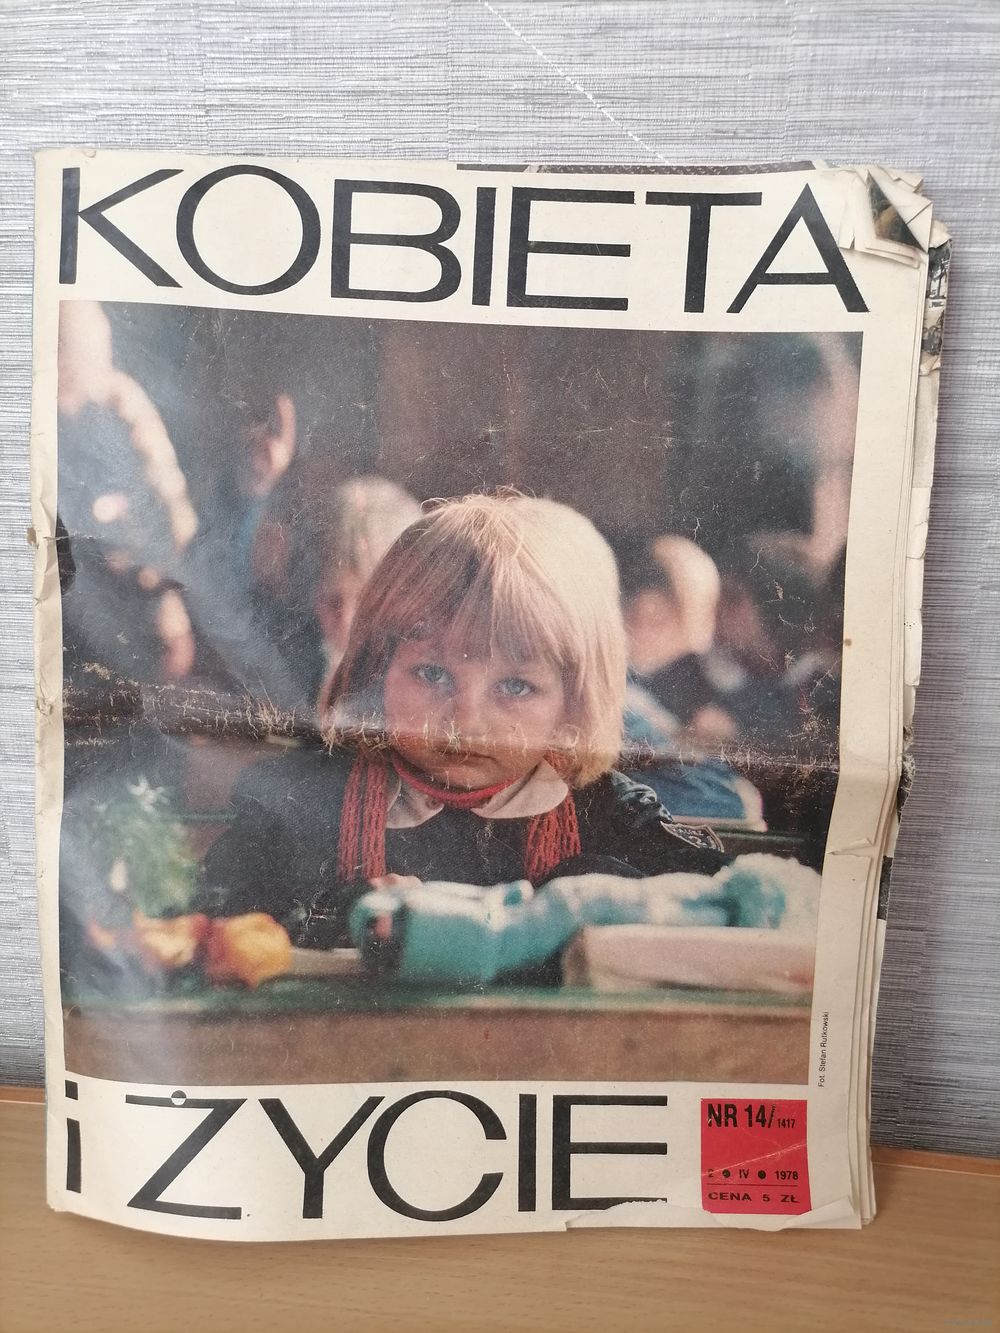 KOBIETA
Fot. Stefan Rutkowski
i ŻYCIE
NR 14/1417
2 ● IV ● 1978
CENA 5 ZŁ